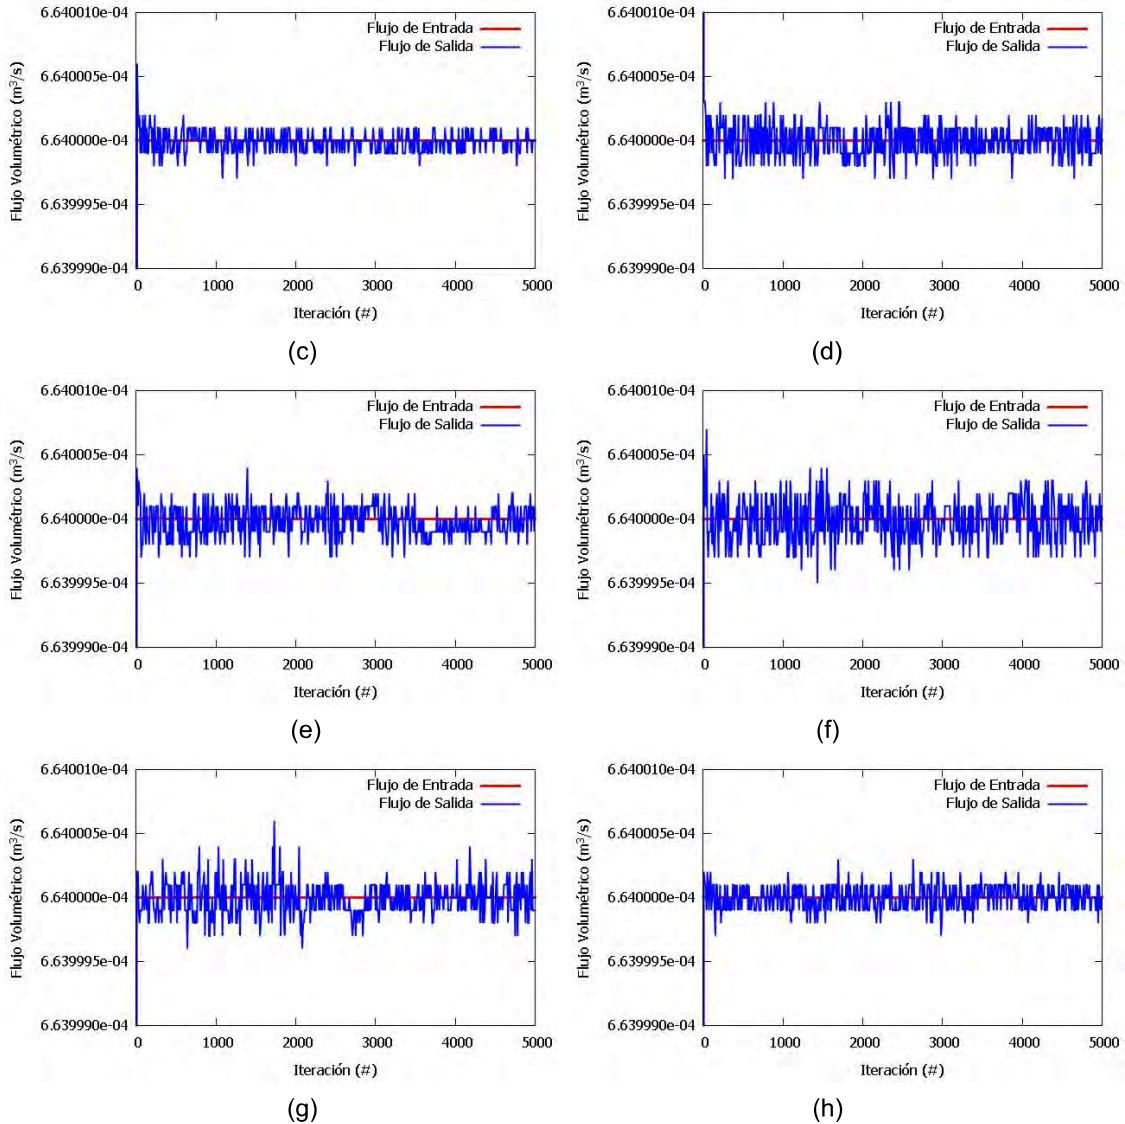 6.640010e-04
6.640005e-04
6.640000e-04
6.639995e-04
6.639990e-04
Flujo Volumétrico (m³/s)
Flujo de Entrada
Flujo de Salida
0 1000 2000 3000 4000 5000
Iteración (#)
(c)
6.640010e-04
6.640005e-04
6.640000e-04
6.639995e-04
6.639990e-04
Flujo Volumétrico (m³/s)
Flujo de Entrada
Flujo de Salida
0 1000 2000 3000 4000 5000
Iteración (#)
(d)
6.640010e-04
6.640005e-04
6.640000e-04
6.639995e-04
6.639990e-04
Flujo Volumétrico (m³/s)
Flujo de Entrada
Flujo de Salida
0 1000 2000 3000 4000 5000
Iteración (#)
(e)
6.640010e-04
6.640005e-04
6.640000e-04
6.639995e-04
6.639990e-04
Flujo Volumétrico (m³/s)
Flujo de Entrada
Flujo de Salida
0 1000 2000 3000 4000 5000
Iteración (#)
(f)
6.640010e-04
6.640005e-04
6.640000e-04
6.639995e-04
6.639990e-04
Flujo Volumétrico (m³/s)
Flujo de Entrada
Flujo de Salida
0 1000 2000 3000 4000 5000
Iteración (#)
(g)
6.640010e-04
6.640005e-04
6.640000e-04
6.639995e-04
6.639990e-04
Flujo Volumétrico (m³/s)
Flujo de Entrada
Flujo de Salida
0 1000 2000 3000 4000 5000
Iteración (#)
(h)